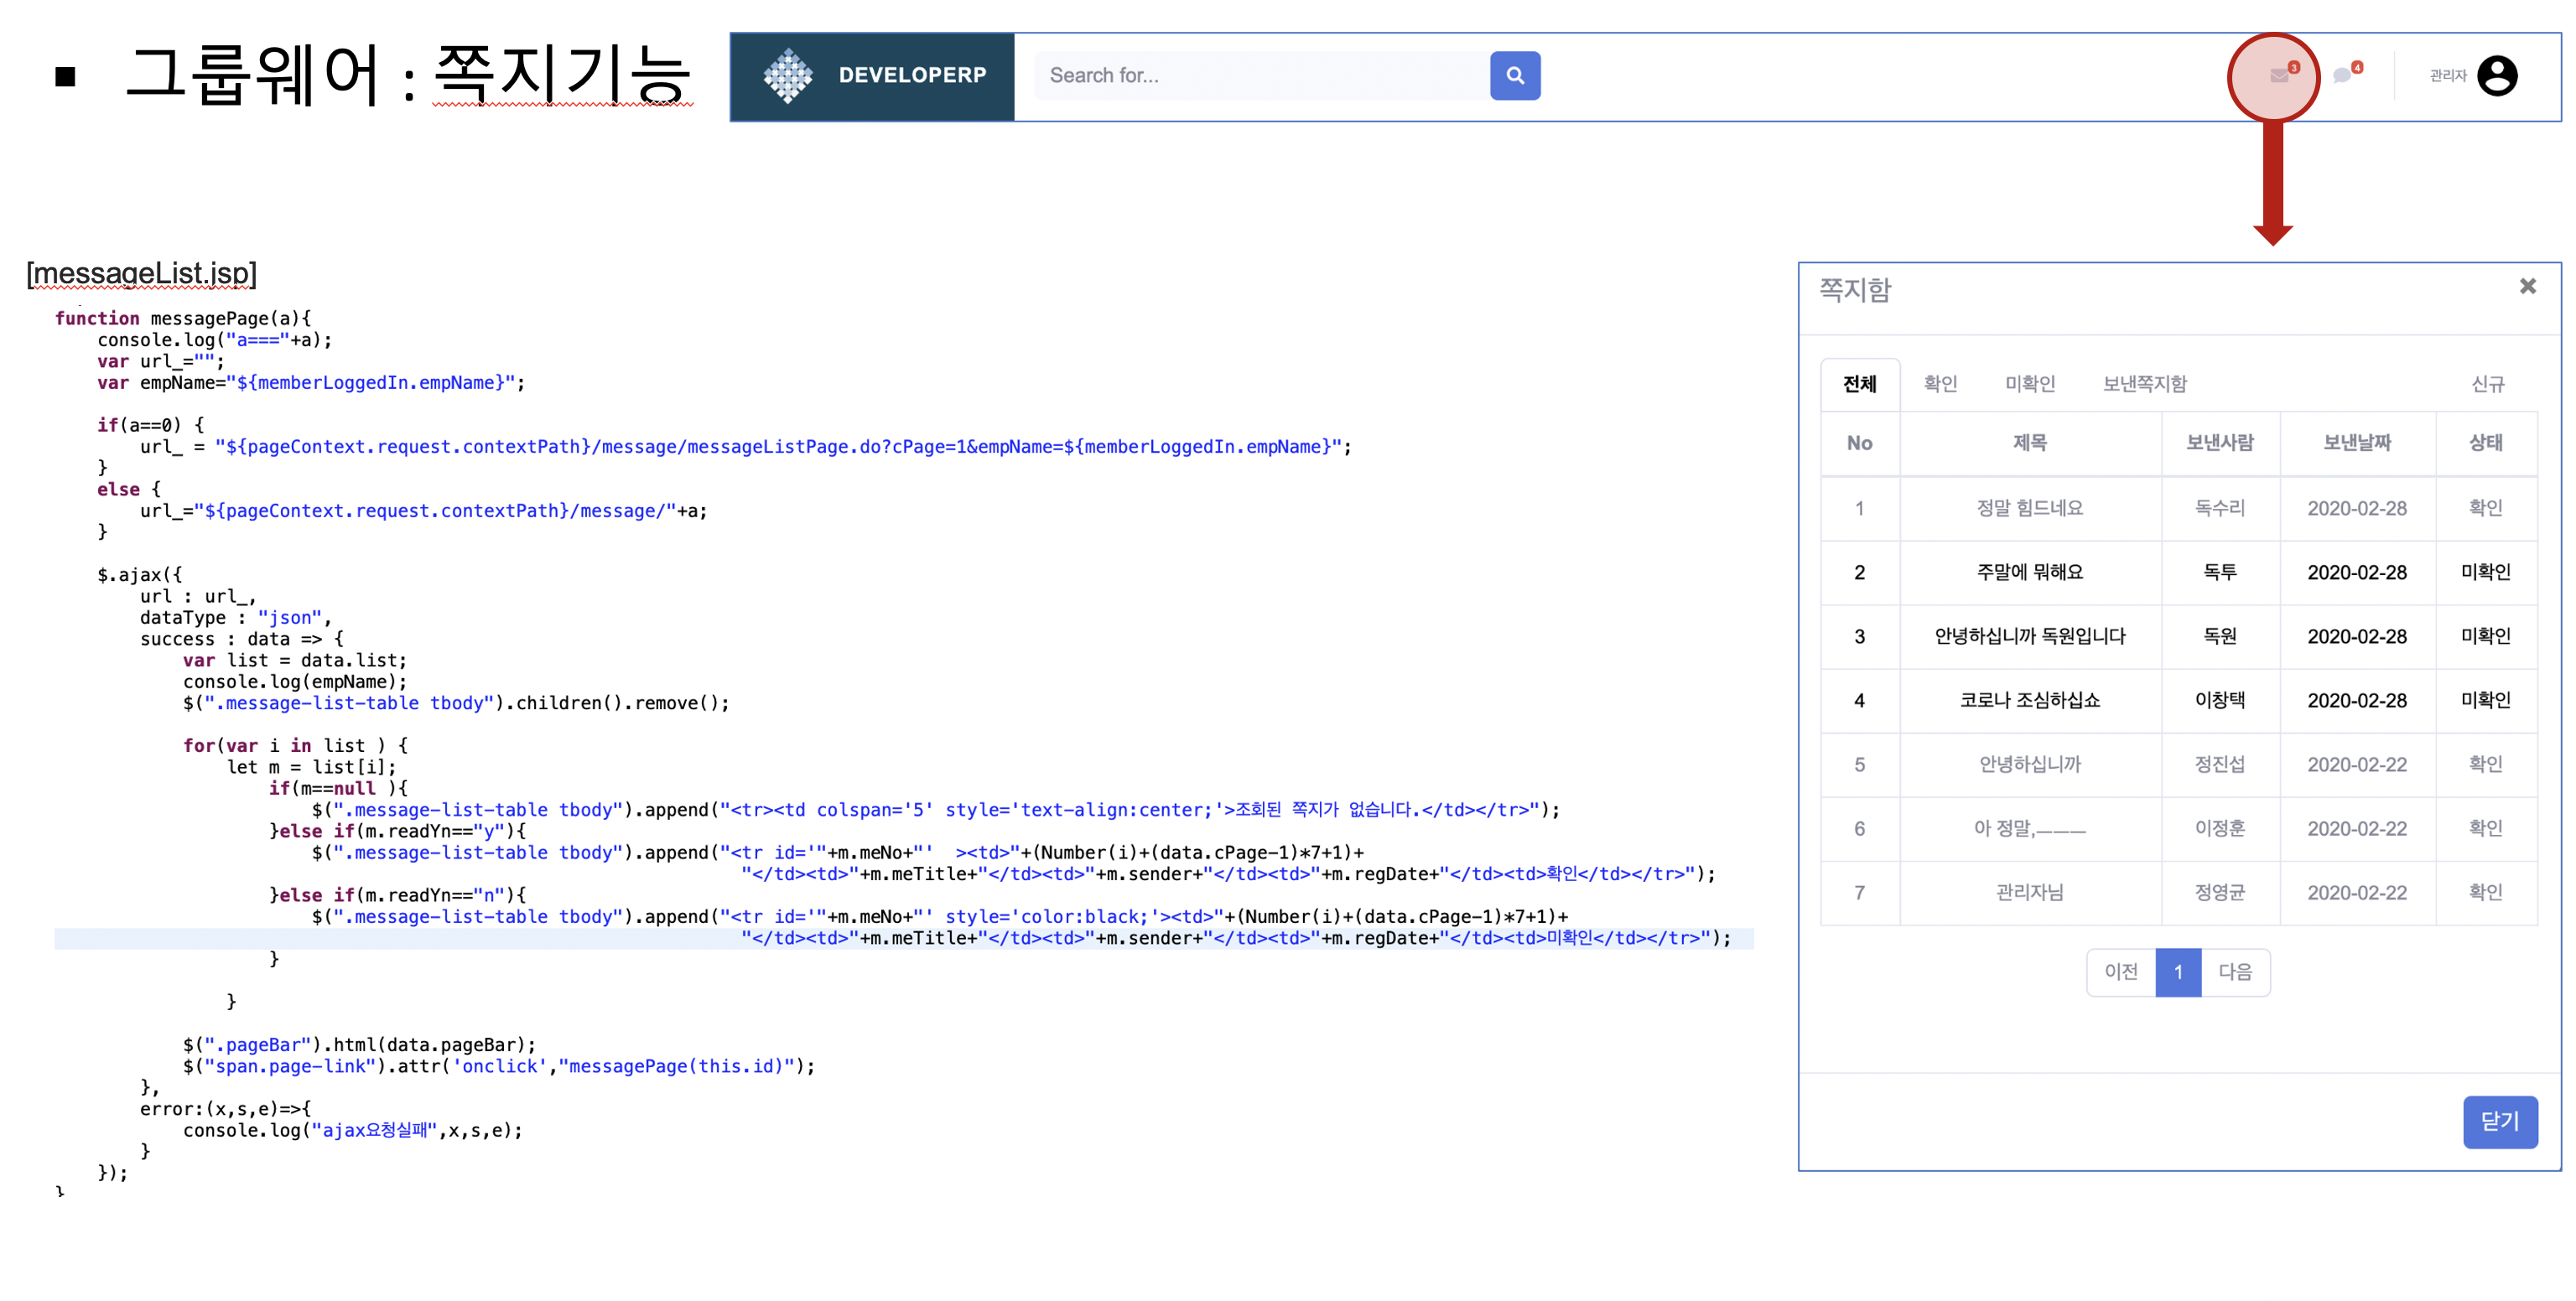 ▪ 그룹웨어 : 쪽지기능
DEVELOPERP
Search for...
3
4
관리자
[messageList.jsp]
function messagePage(a){
    console.log("a==="+a);
    var url_="";
    var empName="${memberLoggedIn.empName}";
    if(a==0) {
        url_ = "${pageContext.request.contextPath}/message/messageListPage.do?cPage=1&empName=${memberLoggedIn.empName}";
    }
    else {
        url_="${pageContext.request.contextPath}/message/"+a;
    }
    $.ajax({
        url : url_,
        dataType : "json",
        success : data => {
            var list = data.list;
            console.log(empName);
            $(".message-list-table tbody").children().remove();
            for(var i in list ) {
                let m = list[i];
                    if(m==null ){
                        $(".message-list-table tbody").append("<tr><td colspan='5' style='text-align:center;'>조회된 쪽지가 없습니다.</td></tr>");
                    }else if(m.readYn=="y"){
                        $(".message-list-table tbody").append("<tr id='"+m.meNo+"'  ><td>"+(Number(i)+(data.cPage-1)*7+1)+
                                                                "</td><td>"+m.meTitle+"</td><td>"+m.sender+"</td><td>"+m.regDate+"</td><td>확인</td></tr>");
                    }else if(m.readYn=="n"){
                        $(".message-list-table tbody").append("<tr id='"+m.meNo+"' style='color:black;'><td>"+(Number(i)+(data.cPage-1)*7+1)+
                                                                "</td><td>"+m.meTitle+"</td><td>"+m.sender+"</td><td>"+m.regDate+"</td><td>미확인</td></tr>");
                    }
                }
            $(".pageBar").html(data.pageBar);
            $("span.page-link").attr('onclick',"messagePage(this.id)");
        },
        error:(x,s,e)=>{
            console.log("ajax요청실패",x,s,e);
        }
    });
}
쪽지함 ×
전체 확인 미확인 보낸쪽지함 신규
No 제목 보낸사람 보낸날짜 상태
1 정말 힘드네요 독수리 2020-02-28 확인
2 주말에 뭐해요 독투 2020-02-28 미확인
3 안녕하십니까 독원입니다 독원 2020-02-28 미확인
4 코로나 조심하십쇼 이창택 2020-02-28 미확인
5 안녕하십니까 정진섭 2020-02-22 확인
6 아 정말,ㅡㅡㅡ 이정훈 2020-02-22 확인
7 관리자님 정영균 2020-02-22 확인
이전 1 다음
닫기